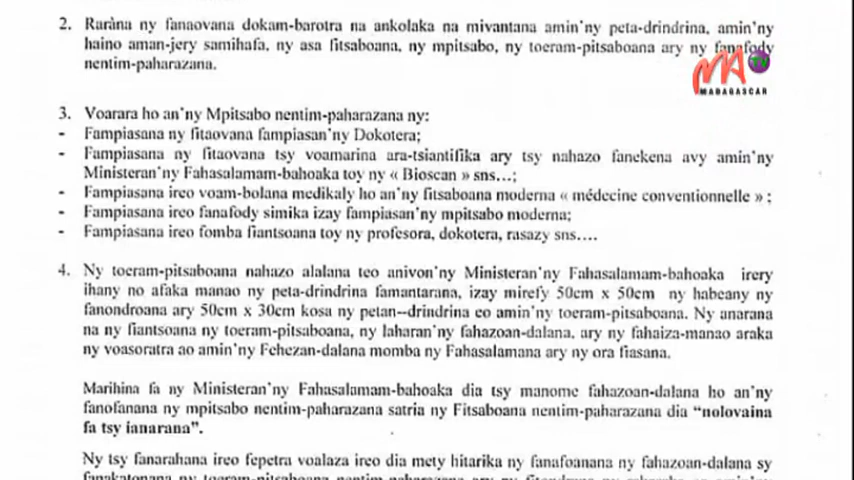 2. Raràna ny fanaovana dokam-barotra na ankolaka na mivantana amin'ny peta-drindrina, amin'ny
haino aman-jery samihafa, ny asa fitsaboana, ny mpitsabo, ny toeram-pitsaboana ary ny fanafody
nentim-paharazana.
MA TV
MADAGASCAR
3. Voarara ho an'ny Mpitsabo nentim-paharazana ny:
- Fampiasana ny fitaovana fampiasan'ny Dokotera;
- Fampiasana ny fitaovana tsy voamarina ara-tsiantifika ary tsy nahazo fanekena avy amin'ny
Ministeran'ny Fahasalamam-bahoaka toy ny « Bioscan » sns…;
- Fampiasana ireo voam-bolana medikaly ho an'ny fitsaboana moderna « médecine conventionnelle » ;
- Fampiasana ireo fanafody simika izay fampiasan'ny mpitsabo moderna;
- Fampiasana ireo fomba fiantsoana toy ny profesora, dokotera, rasazy sns….
4. Ny toeram-pitsaboana nahazo alalana teo anivon'ny Ministeran'ny Fahasalamam-bahoaka irery
ihany no afaka manao ny peta-drindrina famantarana, izay mirefy 50cm x 50cm ny habeany ny
fanondroana ary 50cm x 30cm kosa ny petan--drindrina eo amin'ny toeram-pitsaboana. Ny anarana
na ny fiantsoana ny toeram-pitsaboana, ny laharan'ny fahazoan-dalana, ary ny fahaiza-manao araka
ny voasoratra ao amin'ny Fehezan-dalana momba ny Fahasalamana ary ny ora fiasana.
Marihina fa ny Ministeran'ny Fahasalamam-bahoaka dia tsy manome fahazoan-dalana ho an'ny
fanofanana ny mpitsabo nentim-paharazana satria ny Fitsaboana nentim-paharazana dia “nolovaina
fa tsy ianarana”.
Ny tsy fanarahana ireo fepetra voalaza ireo dia mety hitarika ny fanafoanana ny fahazoan-dalana sy